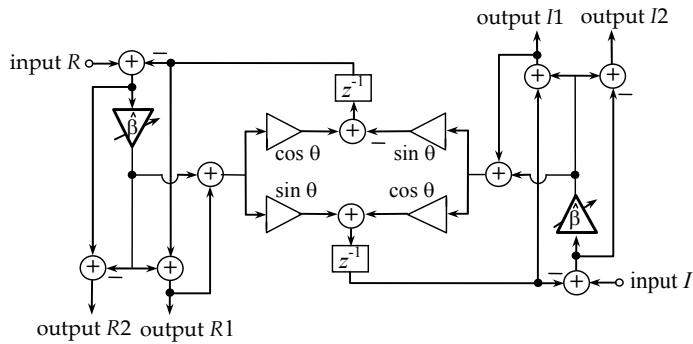 output I1 output I2
input R
−
+
+
+
z⁻¹
−
β̂
+
−
cos θ
sin θ
+
+
sin θ
cos θ
β̂
+
+
+
−
z⁻¹
−
+
input I
output R2 output R1